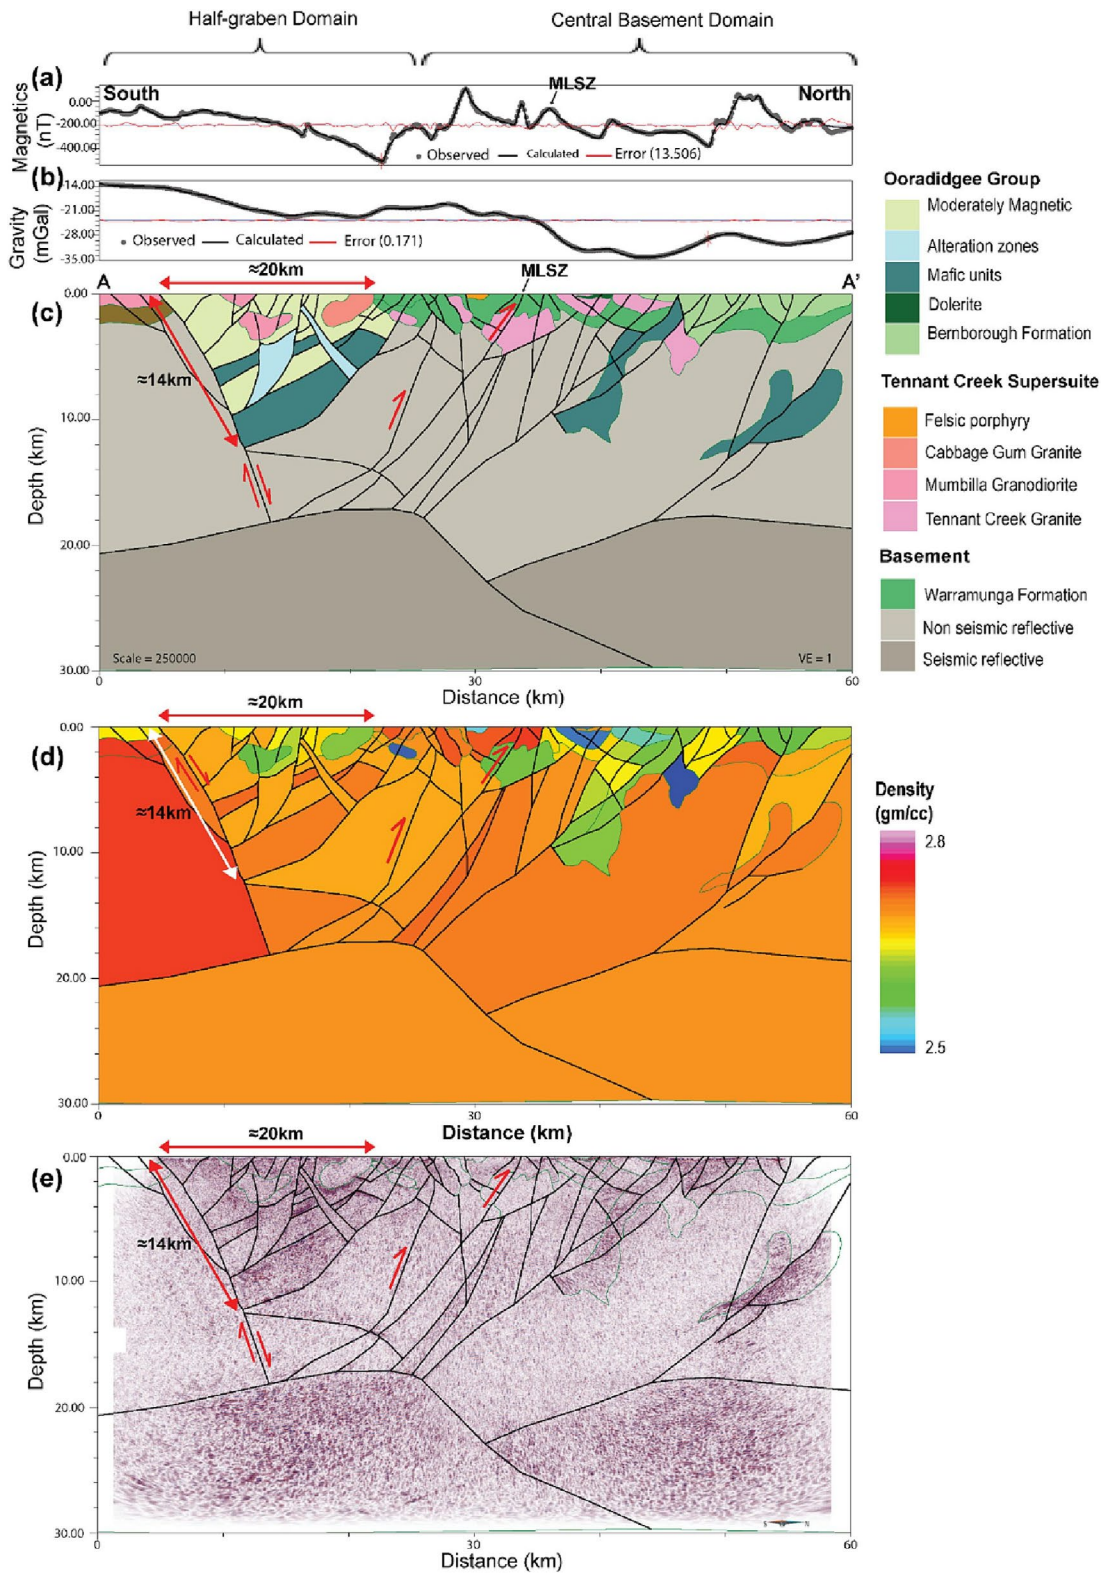 Half-graben Domain
Central Basement Domain
(a)
South
MLSZ
North
Magnetics
(nT)
0.00
-200.00
-400.00
Observed
Calculated
Error (13.506)
(b)
Gravity
(mGal)
-14.00
-21.00
-28.00
-35.00
Observed
Calculated
Error (0.171)
≈20km
MLSZ
A
A'
(c)
Depth (km)
0.00
10.00
20.00
30.00
≈14km
Scale = 250000
VE = 1
0
30
60
Distance (km)
Ooradidgee Group
Moderately Magnetic
Alteration zones
Mafic units
Dolerite
Bernborough Formation
Tennant Creek Supersuite
Felsic porphyry
Cabbage Gum Granite
Mumbilla Granodiorite
Tennant Creek Granite
Basement
Warramunga Formation
Non seismic reflective
Seismic reflective
≈20km
(d)
Depth (km)
0.00
10.00
20.00
30.00
≈14km
0
30
60
Distance (km)
Density
(gm/cc)
2.8
2.5
≈20km
(e)
Depth (km)
0.00
10.00
20.00
30.00
≈14km
S
N
0
30
60
Distance (km)